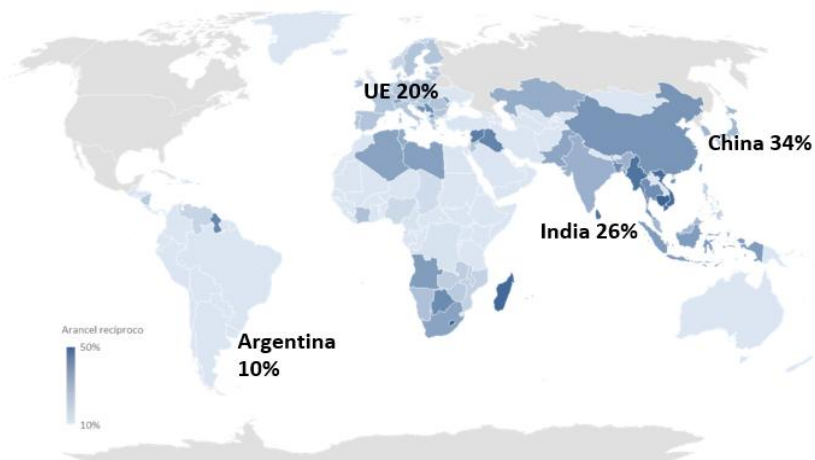 UE 20%
China 34%
India 26%
Argentina
10%
Arancel recíproco
50%
10%